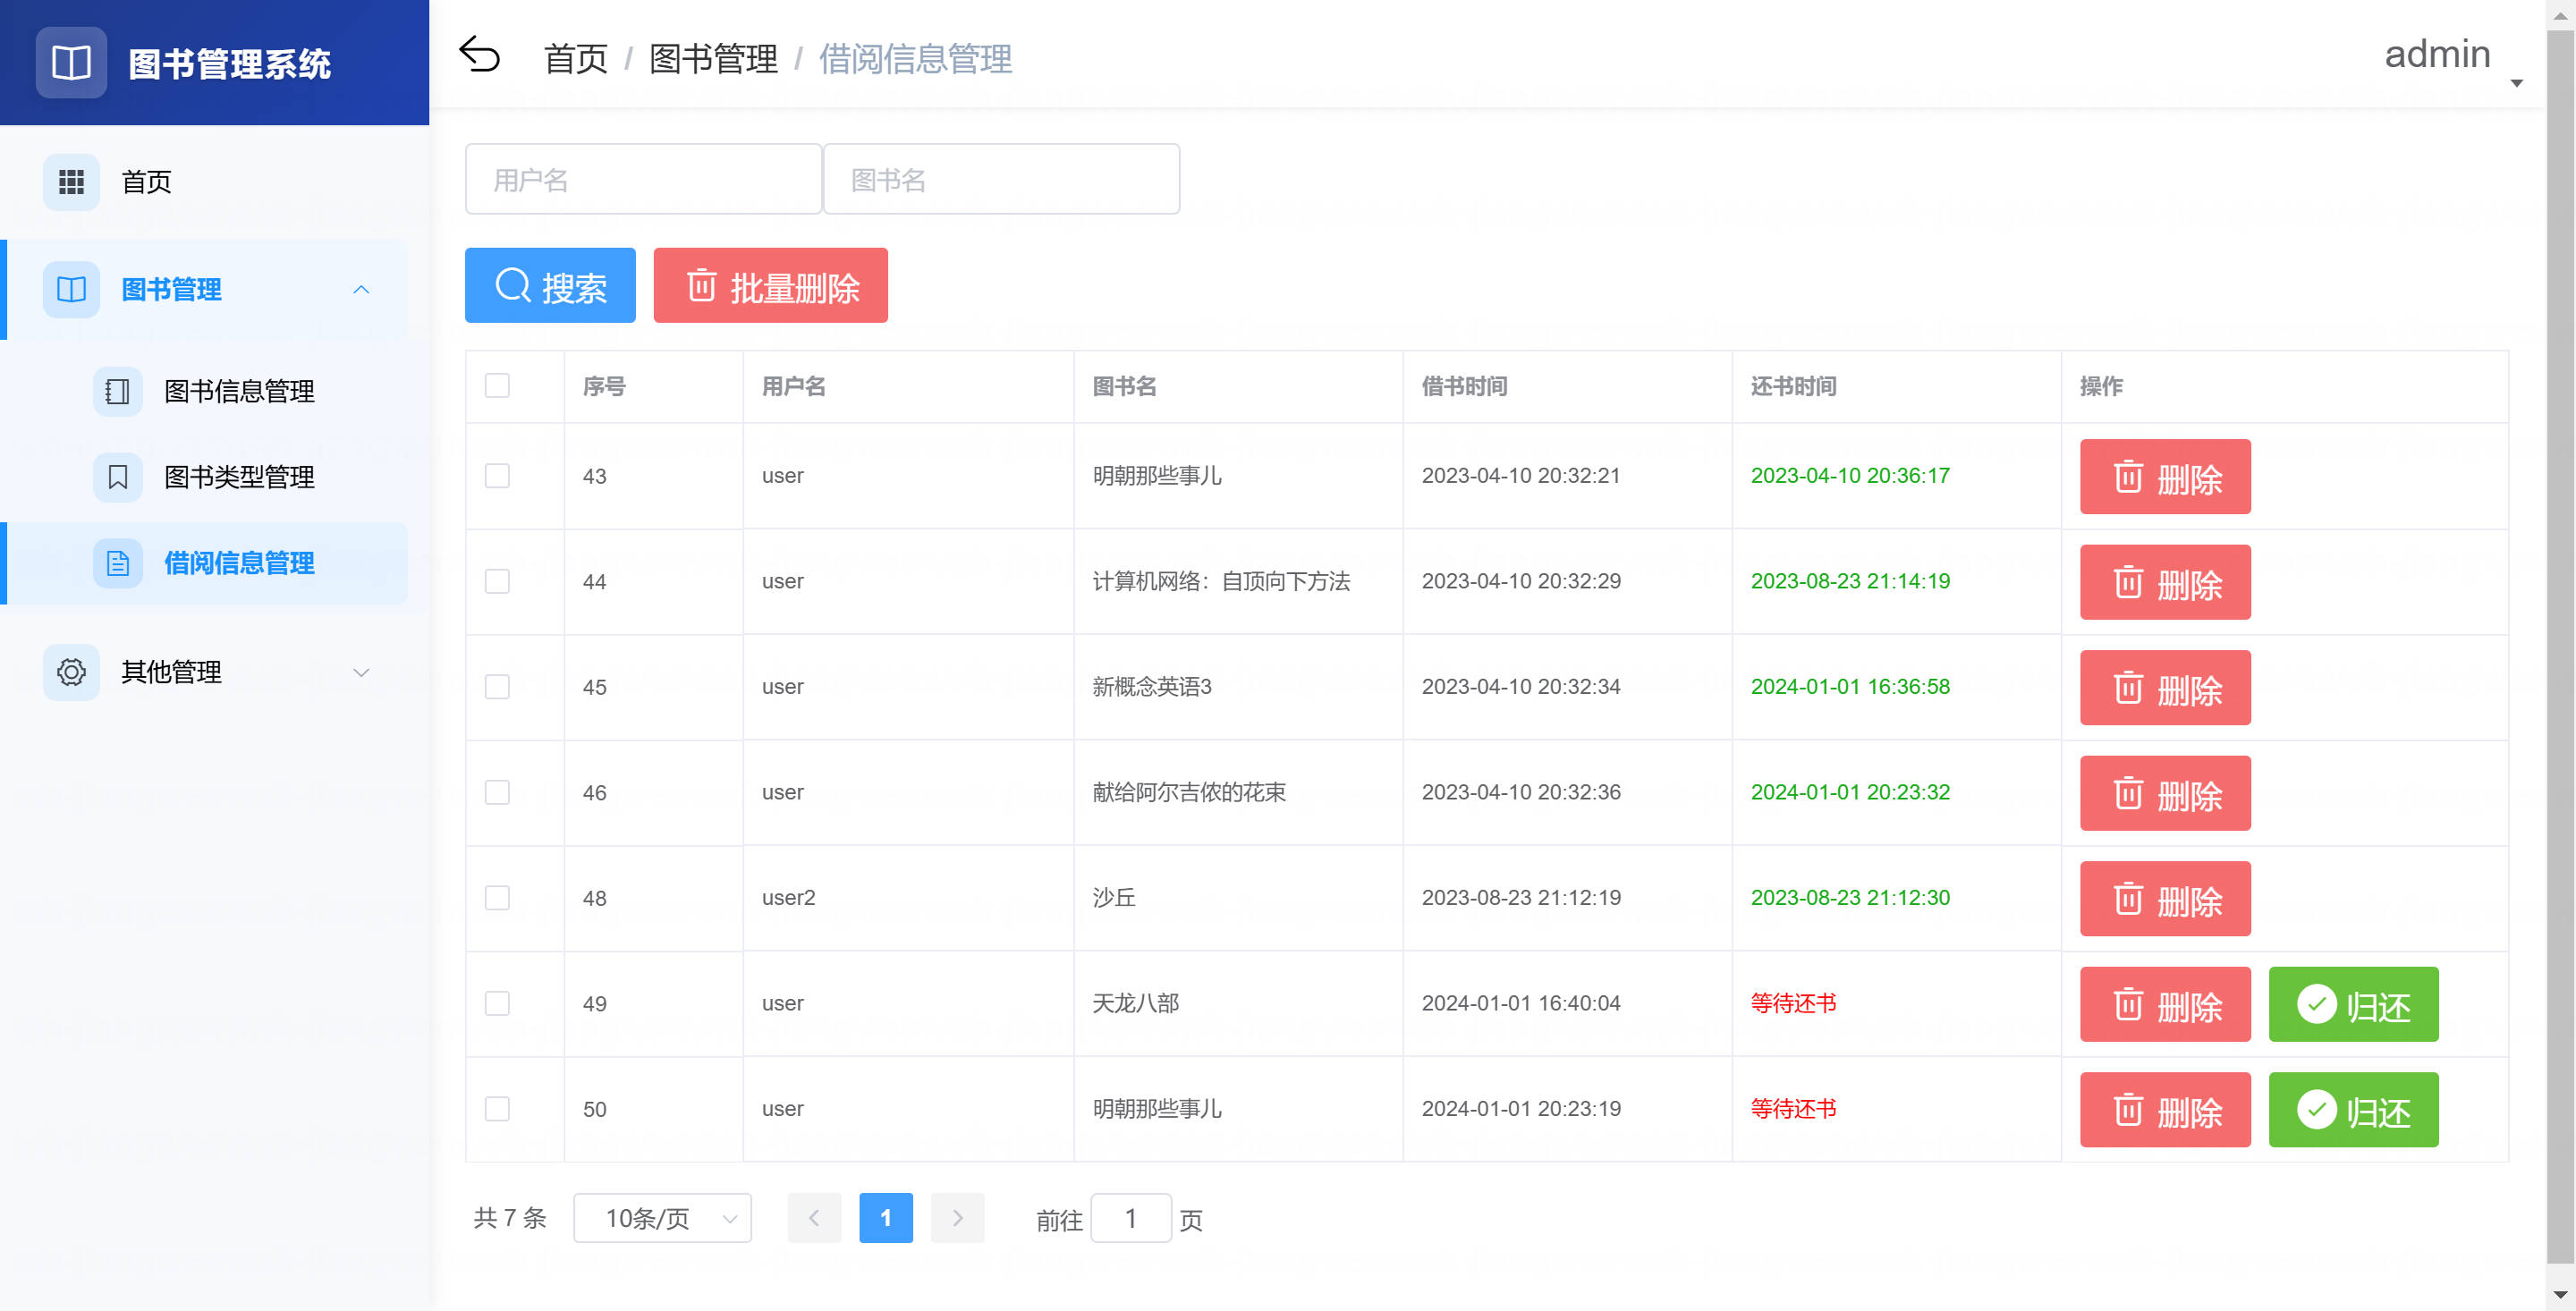 图书管理系统
首页 / 图书管理 / 借阅信息管理
admin
首页
图书管理
图书信息管理
图书类型管理
借阅信息管理
其他管理
用户名 图书名
搜索 批量删除
序号 用户名 图书名 借书时间 还书时间 操作
43 user 明朝那些事儿 2023-04-10 20:32:21 2023-04-10 20:36:17 删除
44 user 计算机网络：自顶向下方法 2023-04-10 20:32:29 2023-08-23 21:14:19 删除
45 user 新概念英语3 2023-04-10 20:32:34 2024-01-01 16:36:58 删除
46 user 献给阿尔吉侬的花束 2023-04-10 20:32:36 2024-01-01 20:23:32 删除
48 user2 沙丘 2023-08-23 21:12:19 2023-08-23 21:12:30 删除
49 user 天龙八部 2024-01-01 16:40:04 等待还书 删除 归还
50 user 明朝那些事儿 2024-01-01 20:23:19 等待还书 删除 归还
共 7 条 10条/页 1 前往 1 页